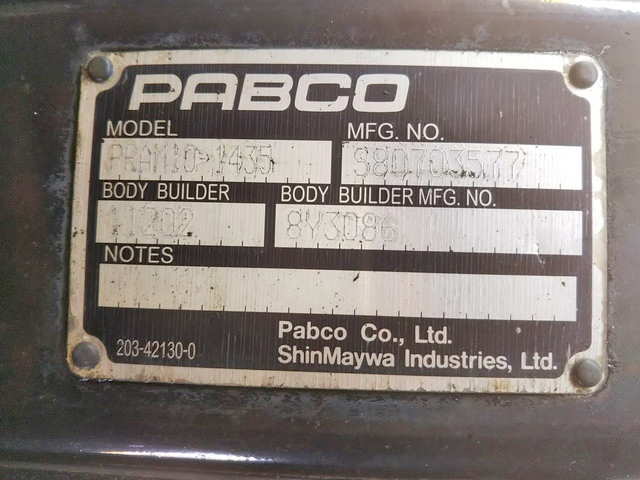 PABCO
MODEL MFG. NO.
PRAM10-1435 S80703577
BODY BUILDER BODY BUILDER MFG. NO.
11202 8Y3086
NOTES
203-42130-0
Pabco Co., Ltd.
ShinMaywa Industries, Ltd.